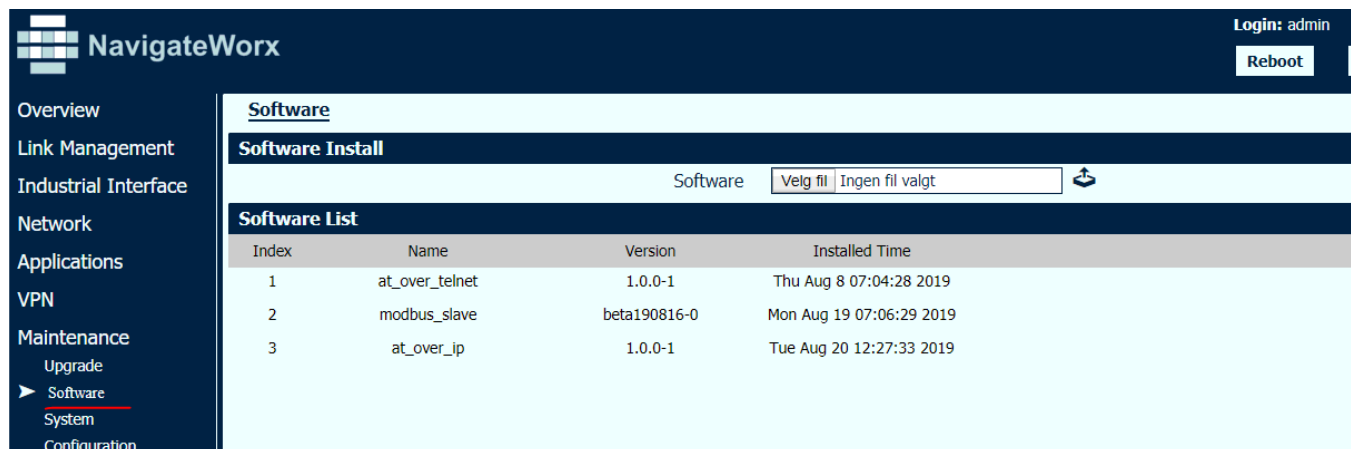 NavigateWorx
Login: admin
Reboot
Overview
Link Management
Industrial Interface
Network
Applications
VPN
Maintenance
Upgrade
Software
System
Configuration
Software
Software Install
Software Velg fil Ingen fil valgt
Software List
Index Name Version Installed Time
1 at_over_telnet 1.0.0-1 Thu Aug 8 07:04:28 2019
2 modbus_slave beta190816-0 Mon Aug 19 07:06:29 2019
3 at_over_ip 1.0.0-1 Tue Aug 20 12:27:33 2019